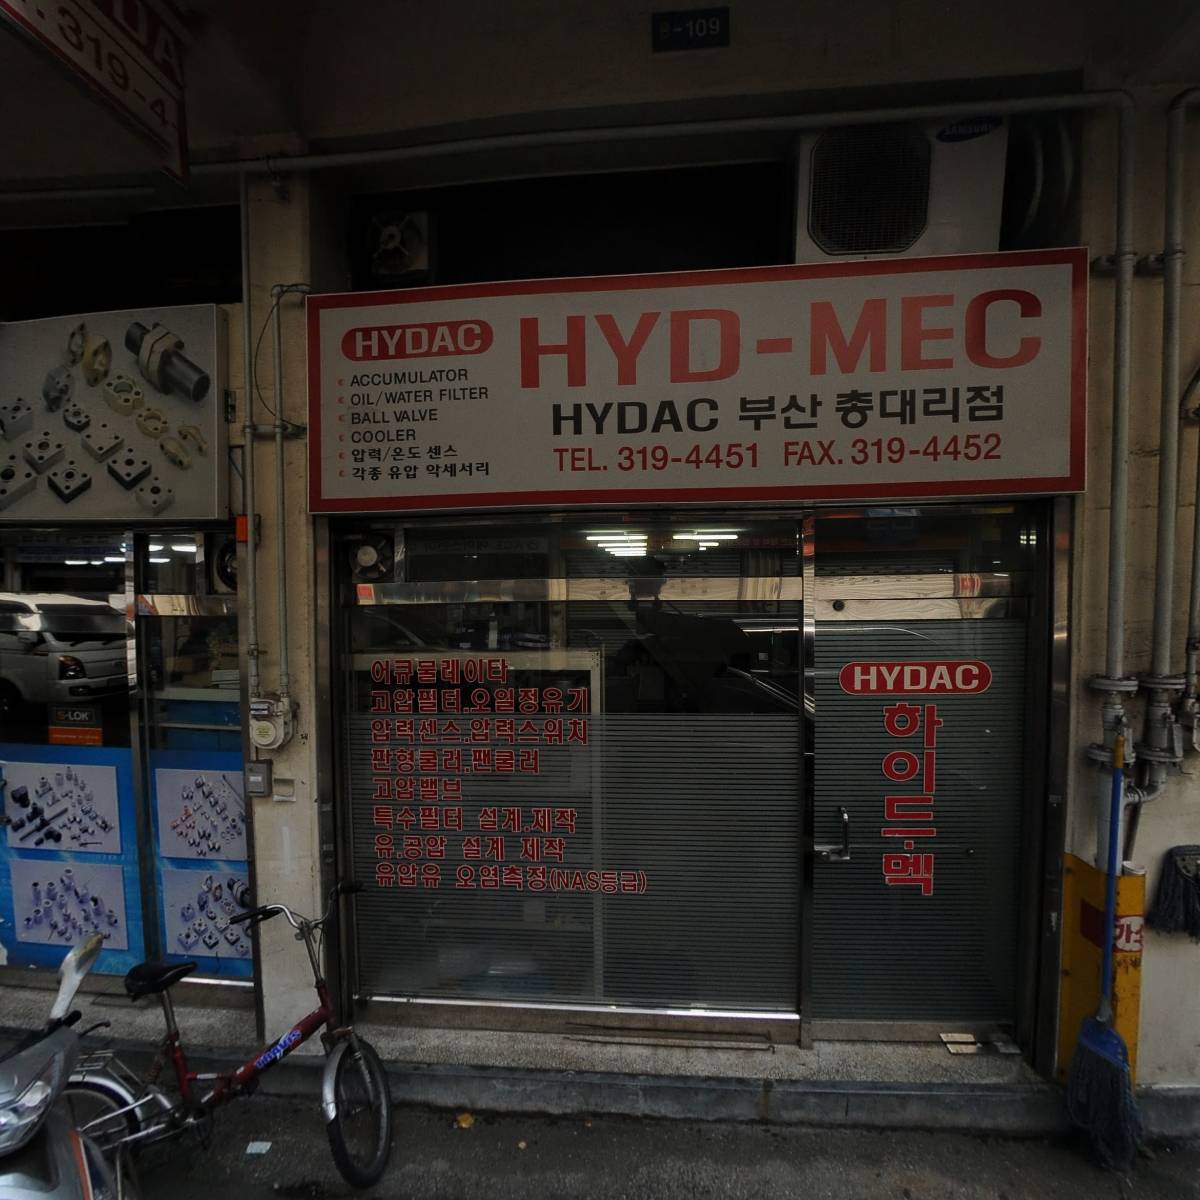 -109
319-4
SAMSUNG
HYDAC
ACCUMULATOR
OIL/WATER FILTER
BALL VALVE
COOLER
압력/온도 센스
각종 유압 악세서리
HYD-MEC
HYDAC 부산 총대리점
TEL. 319-4451 FAX. 319-4452
어큐물레이타
고압필터.오일정유기
압력센스.압력스위치
판형쿨러.팬쿨러
고압밸브
특수필터 설계.제작
유.공압 설계 제작
유압유 오염측정(NAS등급)
HYDAC
하이드·멕
S-LOK